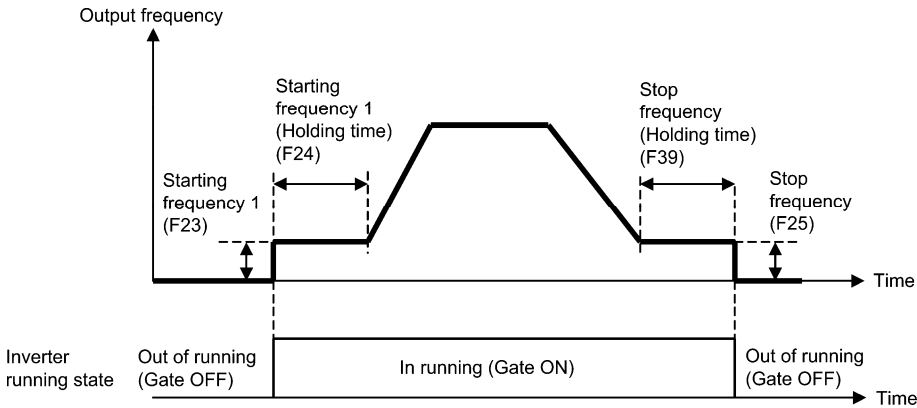 Output frequency
Starting
frequency 1
(Holding time)
(F24)
Stop
frequency
(Holding time)
(F39)
Starting
frequency 1
(F23)
Stop
frequency
(F25)
Time
Inverter
running state
Out of running
(Gate OFF)
In running (Gate ON)
Out of running
(Gate OFF)
Time